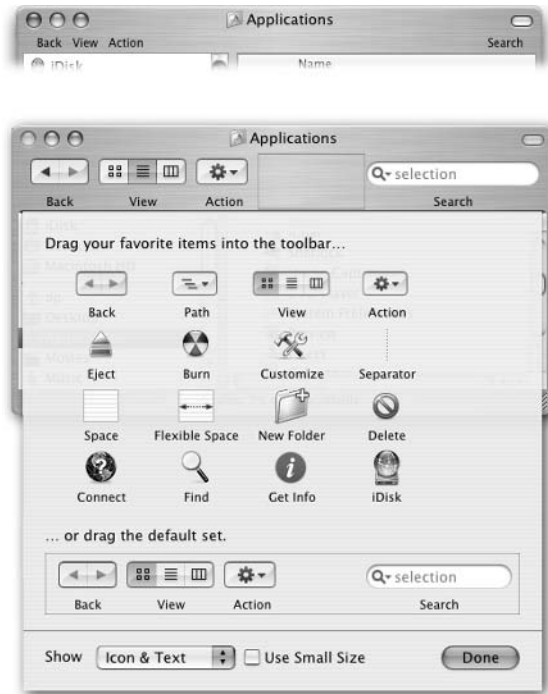 Applications
Back View Action Search
iDisk Name
Applications
selection
Back View Action Search
iDisk
Drag your favorite items into the toolbar...
Back Path View Action
Eject Burn Customize Separator
Space Flexible Space New Folder Delete
Connect Find Get Info iDisk
... or drag the default set.
selection
Back View Action Search
Show Icon & Text Use Small Size Done